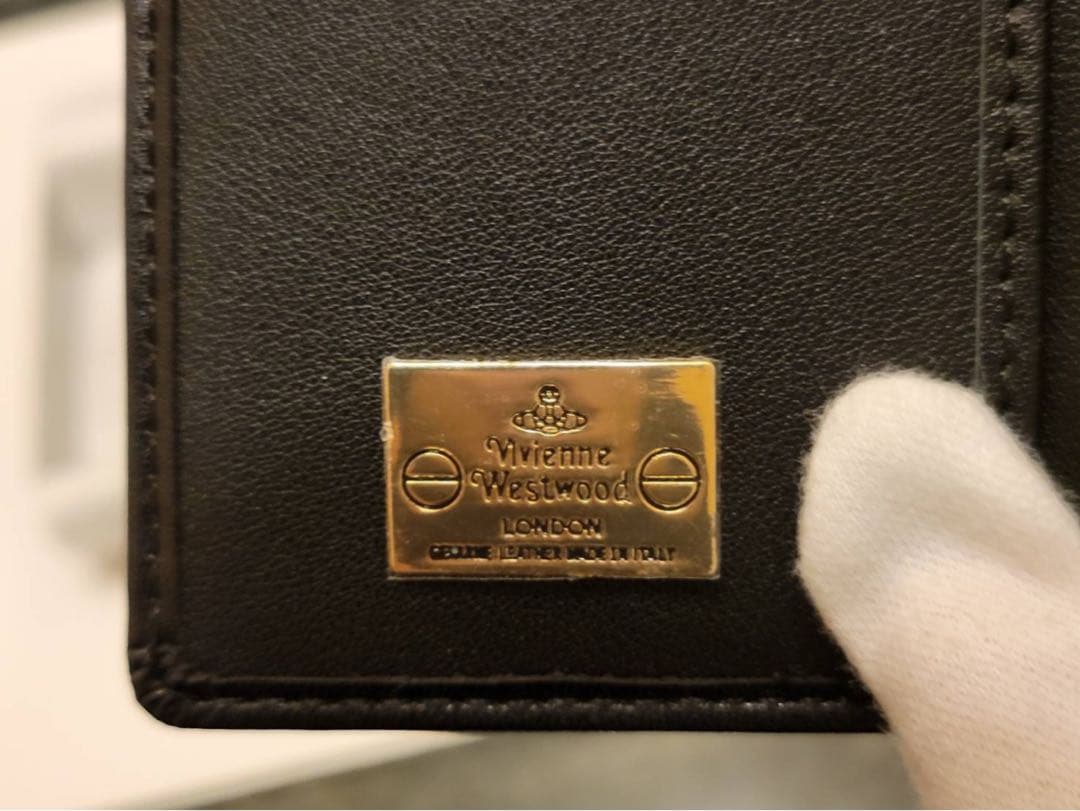 Vivienne
Westwood
LONDON
GENUINE LEATHER MADE IN ITALY